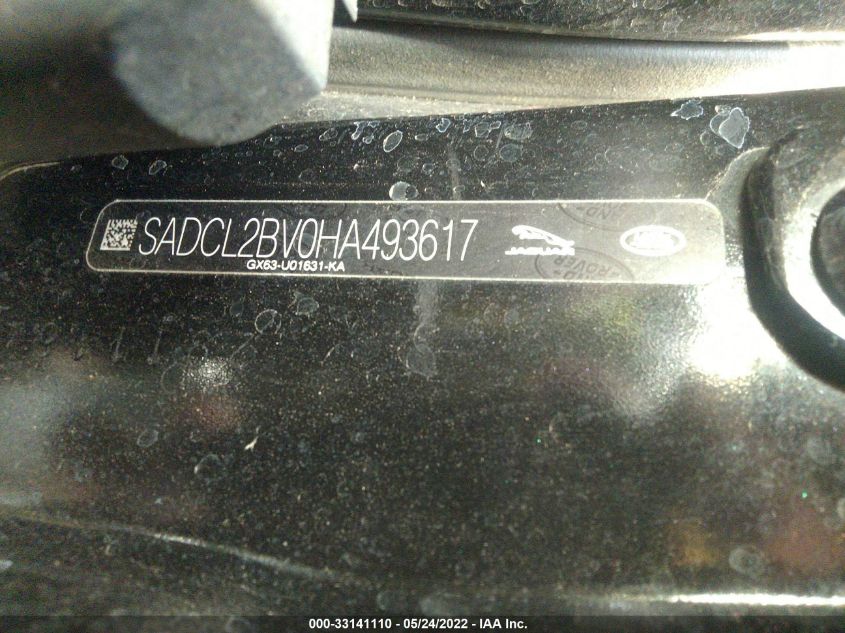 SADCL2BV0HA493617
GX63-U01631-KA
JAGUAR
000-33141110 - 05/24/2022 - IAA Inc.